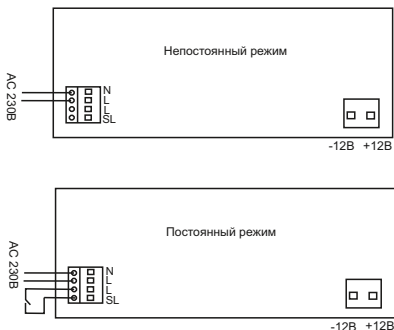 Непостоянный режим
AC 230В
N
L
L
SL
-12В +12В
Постоянный режим
AC 230В
N
L
L
SL
-12В +12В